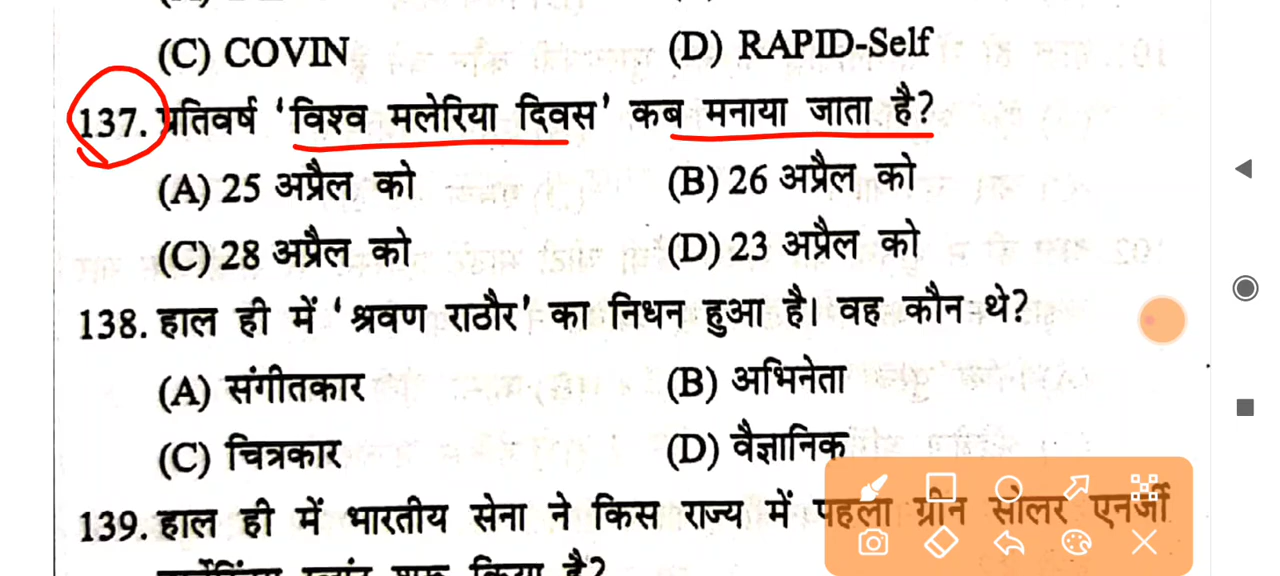 (C) COVIN (D) RAPID-Self
137. प्रतिवर्ष 'विश्व मलेरिया दिवस' कब मनाया जाता है?
(A) 25 अप्रैल को (B) 26 अप्रैल को
(C) 28 अप्रैल को (D) 23 अप्रैल को
138. हाल ही में 'श्रवण राठौर' का निधन हुआ है। वह कौन थे?
(A) संगीतकार (B) अभिनेता
(C) चित्रकार (D) वैज्ञानिक
139. हाल ही में भारतीय सेना ने किस राज्य में पहला ग्रीन सोलर एनर्जी